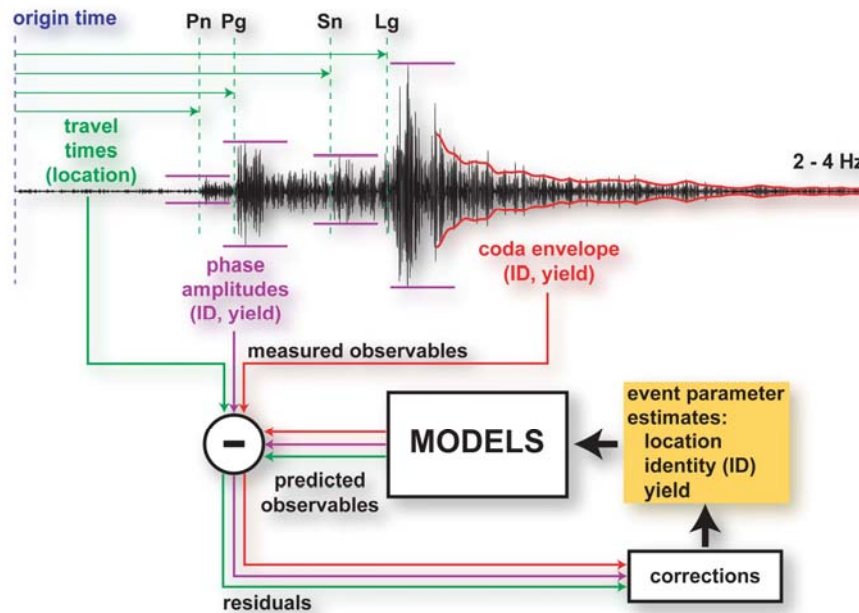 origin time
Pn Pg Sn Lg
travel
times
(location)
2 - 4 Hz
phase
amplitudes
(ID, yield)
coda envelope
(ID, yield)
measured observables
-
MODELS
event parameter
estimates:
location
identity (ID)
yield
predicted
observables
corrections
residuals